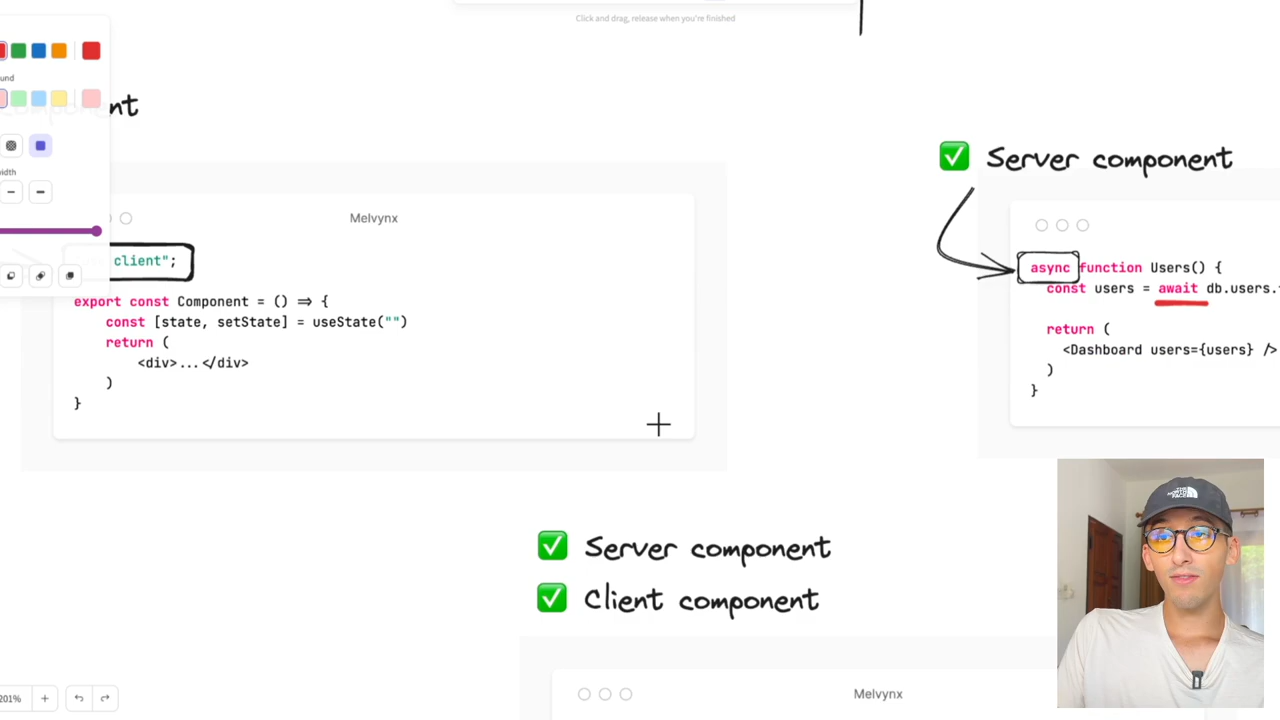 Click and drag, release when you're finished
Server component
Melvynx
client";
export const Component = () => {
const [state, setState] = useState("")
return (
<div>...</div>
)
}
async function Users() {
const users = await db.users.
return (
<Dashboard users={users} />
)
}
Server component
Client component
Melvynx
201%